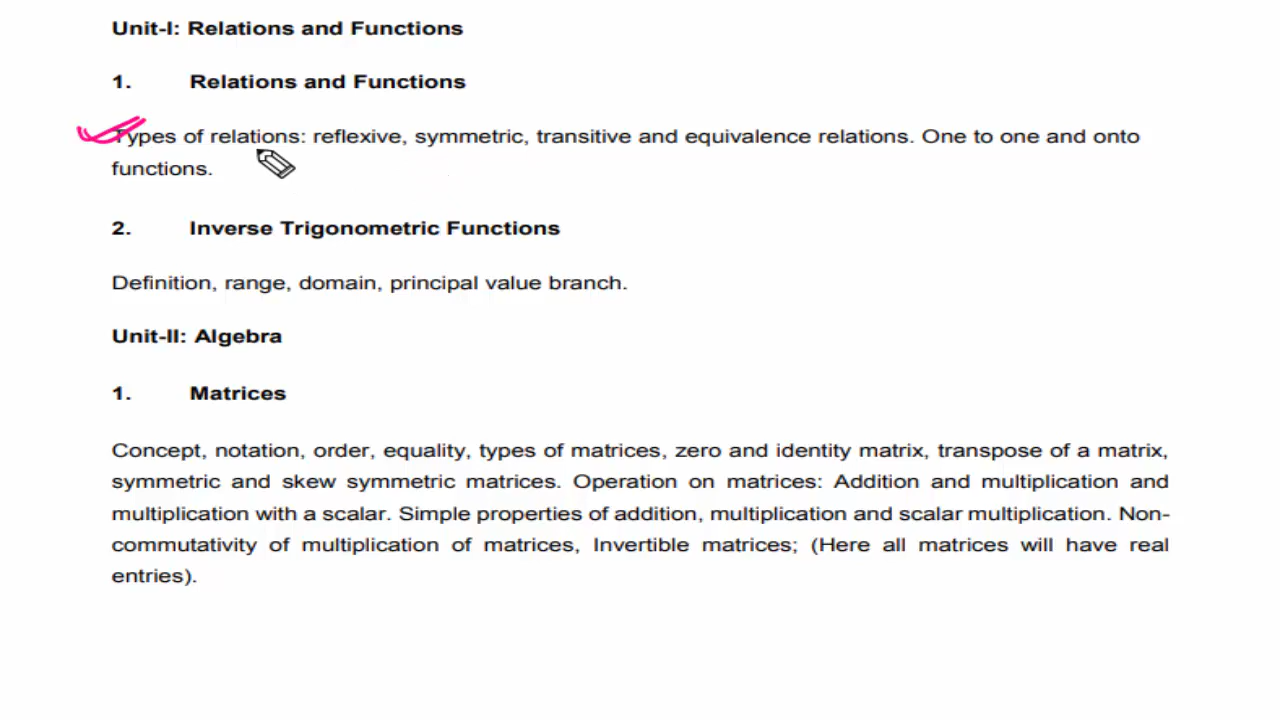 Unit-I: Relations and Functions
1. Relations and Functions
Types of relations: reflexive, symmetric, transitive and equivalence relations. One to one and onto
functions.
2. Inverse Trigonometric Functions
Definition, range, domain, principal value branch.
Unit-II: Algebra
1. Matrices
Concept, notation, order, equality, types of matrices, zero and identity matrix, transpose of a matrix,
symmetric and skew symmetric matrices. Operation on matrices: Addition and multiplication and
multiplication with a scalar. Simple properties of addition, multiplication and scalar multiplication. Non-
commutativity of multiplication of matrices, Invertible matrices; (Here all matrices will have real
entries).